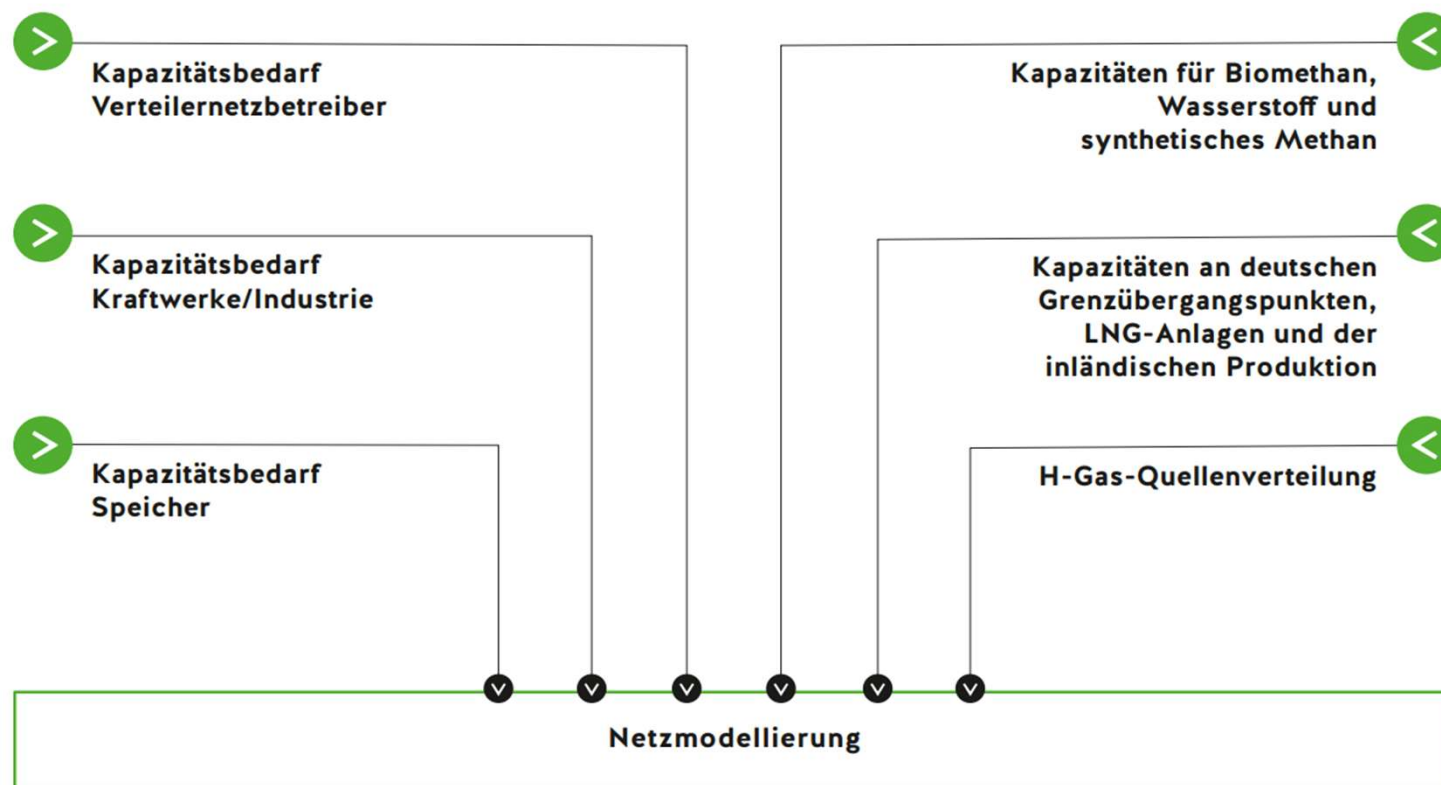 Kapazitätsbedarf
Verteilernetzbetreiber
Kapazitäten für Biomethan,
Wasserstoff und
synthetisches Methan
Kapazitätsbedarf
Kraftwerke/Industrie
Kapazitäten an deutschen
Grenzübergangspunkten,
LNG-Anlagen und der
inländischen Produktion
Kapazitätsbedarf
Speicher
H-Gas-Quellenverteilung
Netzmodellierung